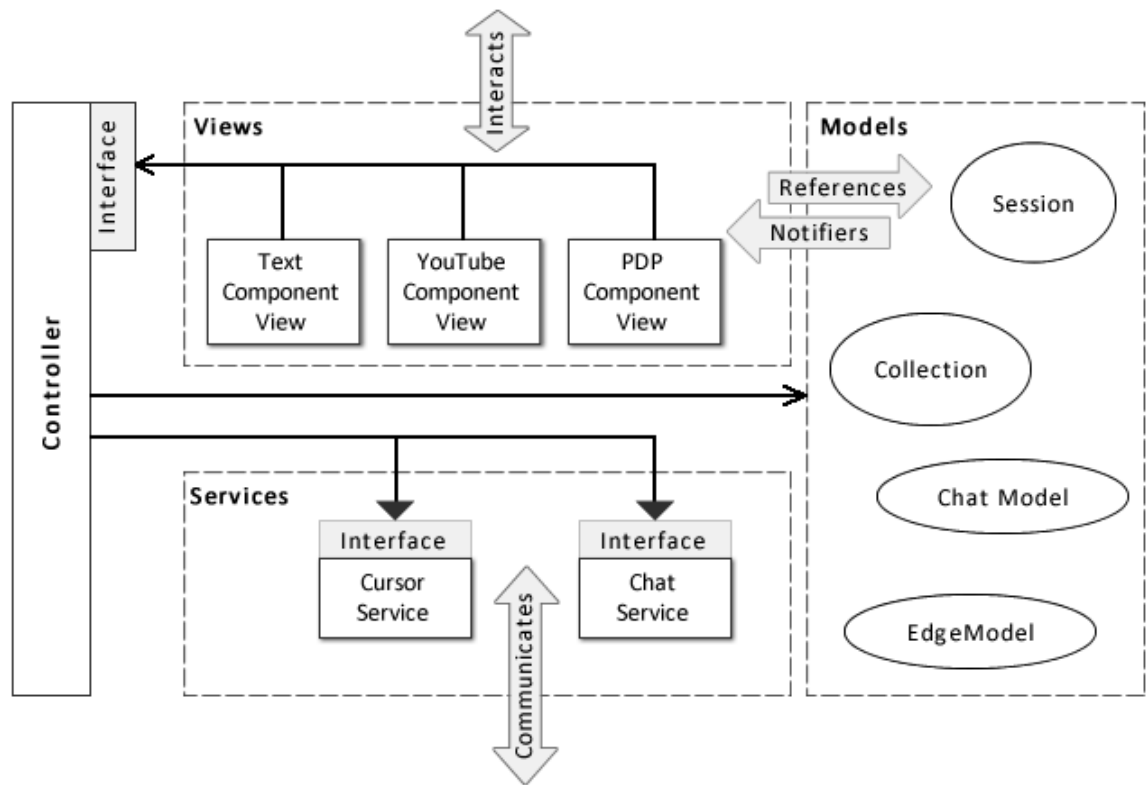 Interacts
Interface
Views
Models
References
Notifiers
Session
Text
Component
View
YouTube
Component
View
PDP
Component
View
Controller
Collection
Services
Chat Model
Interface
Cursor
Service
Interface
Chat
Service
Communicates
EdgeModel